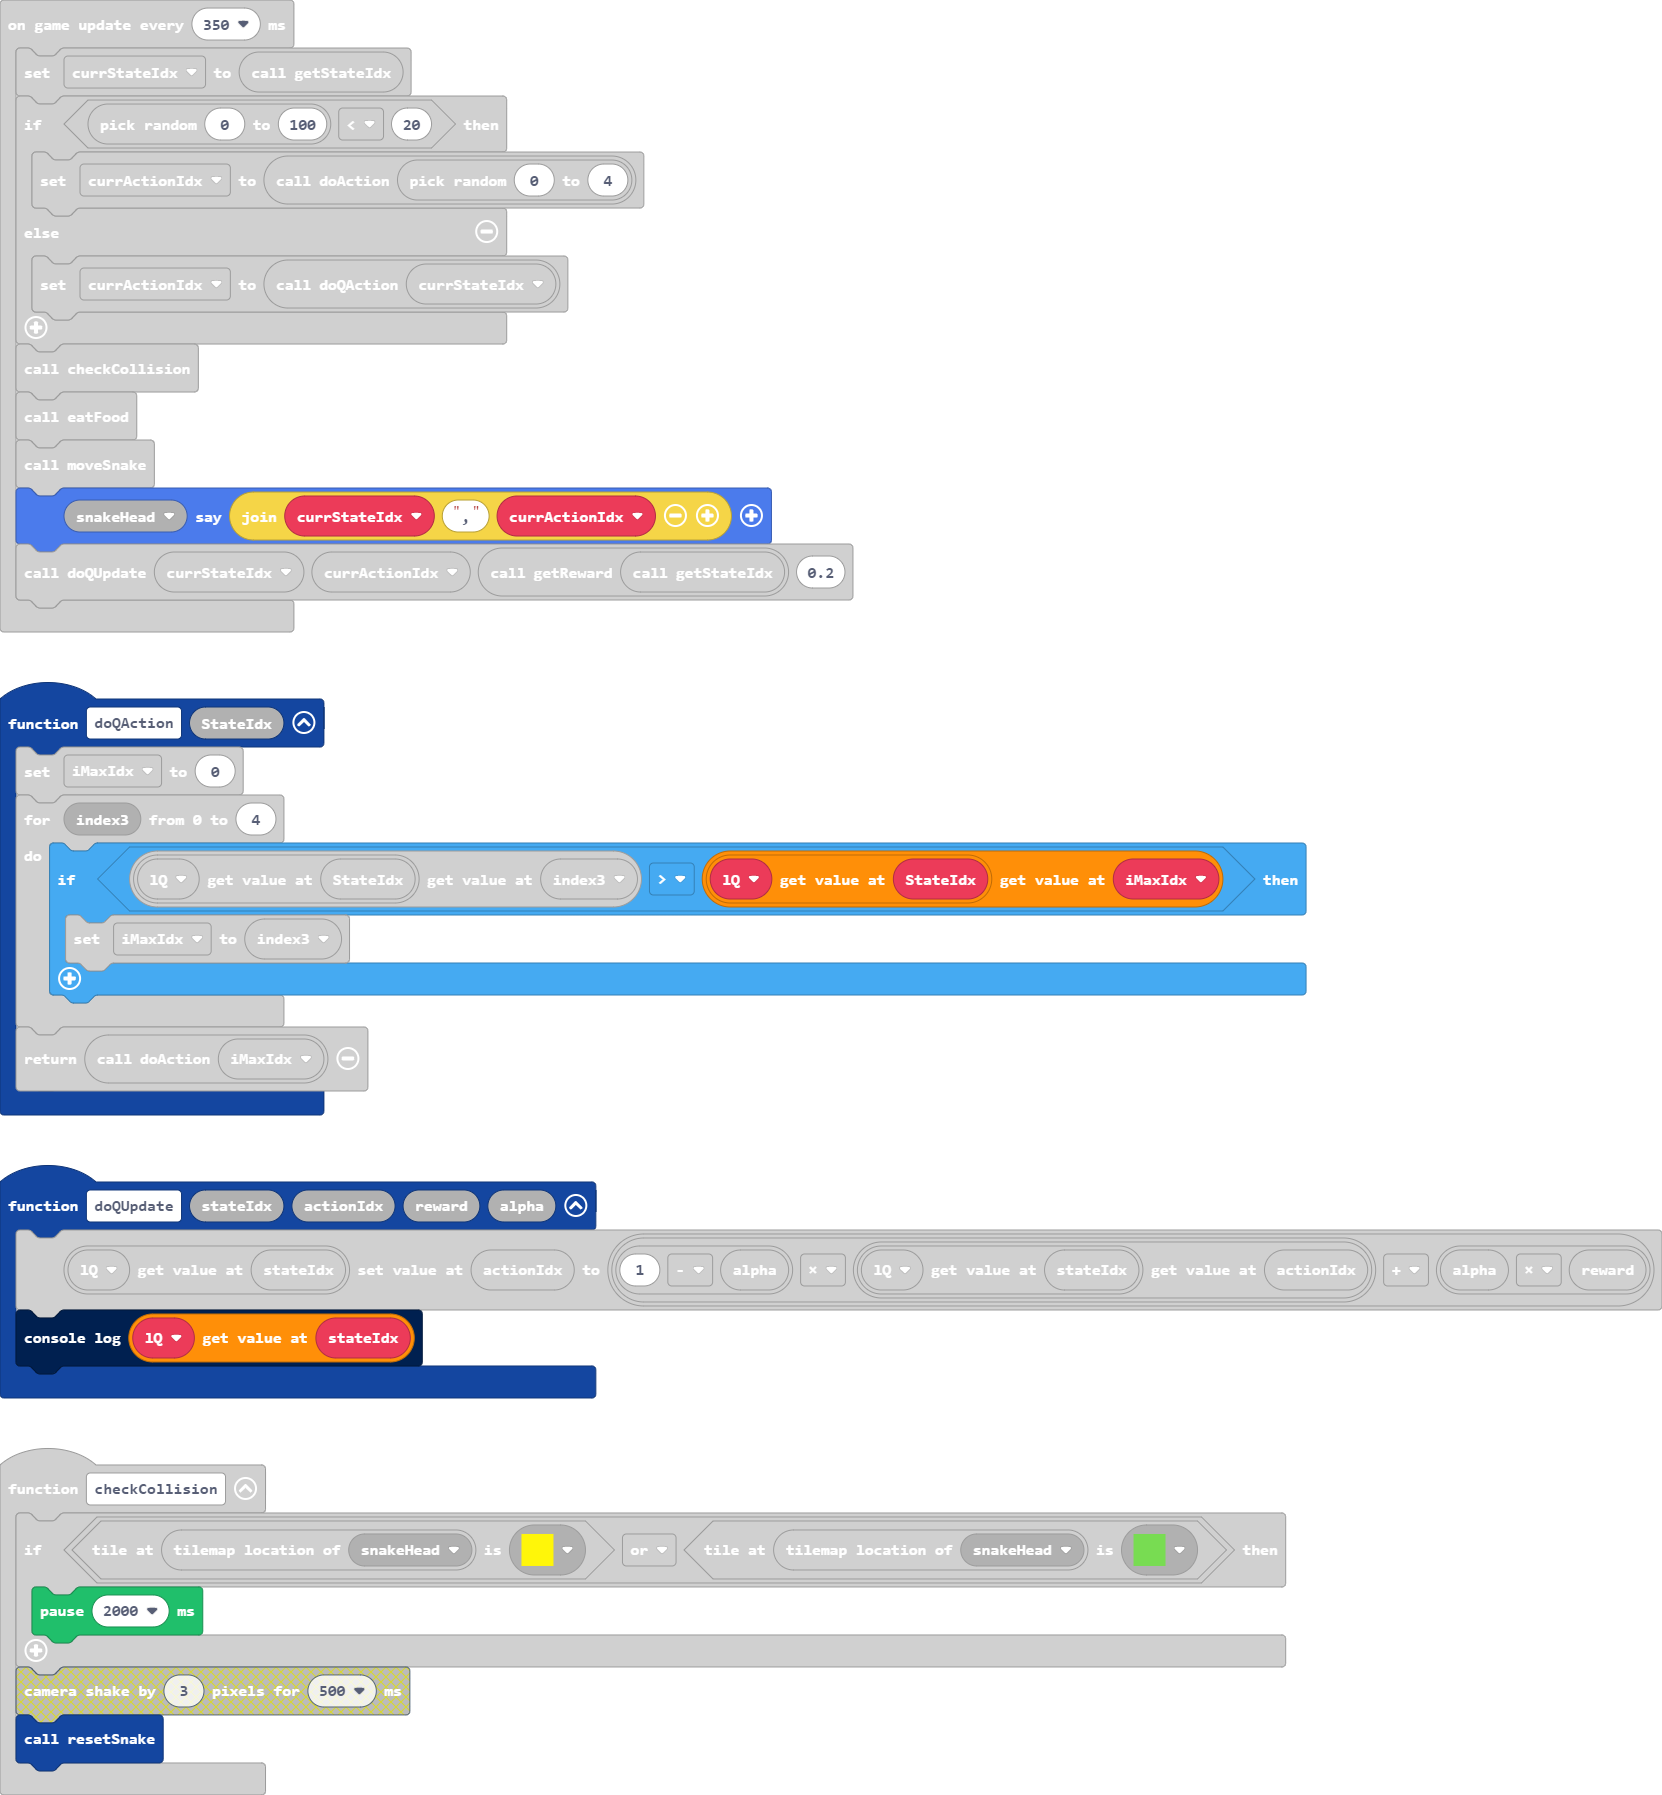 on game update every 350 ms
set currStateIdx to call getStateIdx
if pick random 0 to 100 < 20 then
set currActionIdx to call doAction pick random 0 to 4
else
set currActionIdx to call doQAction currStateIdx
call checkCollision
call eatFood
call moveSnake
snakeHead say join currStateIdx "," currActionIdx
call doQUpdate currStateIdx currActionIdx call getReward call getStateIdx 0.2
function doQAction StateIdx
set iMaxIdx to 0
for index3 from 0 to 4
do
if lQ get value at StateIdx get value at index3 > lQ get value at StateIdx get value at iMaxIdx then
set iMaxIdx to index3
return call doAction iMaxIdx
function doQUpdate stateIdx actionIdx reward alpha
lQ get value at stateIdx set value at actionIdx to 1 - alpha × lQ get value at stateIdx get value at actionIdx + alpha × reward
console log lQ get value at stateIdx
function checkCollision
if tile at tilemap location of snakeHead is or tile at tilemap location of snakeHead is then
pause 2000 ms
camera shake by 3 pixels for 500 ms
call resetSnake